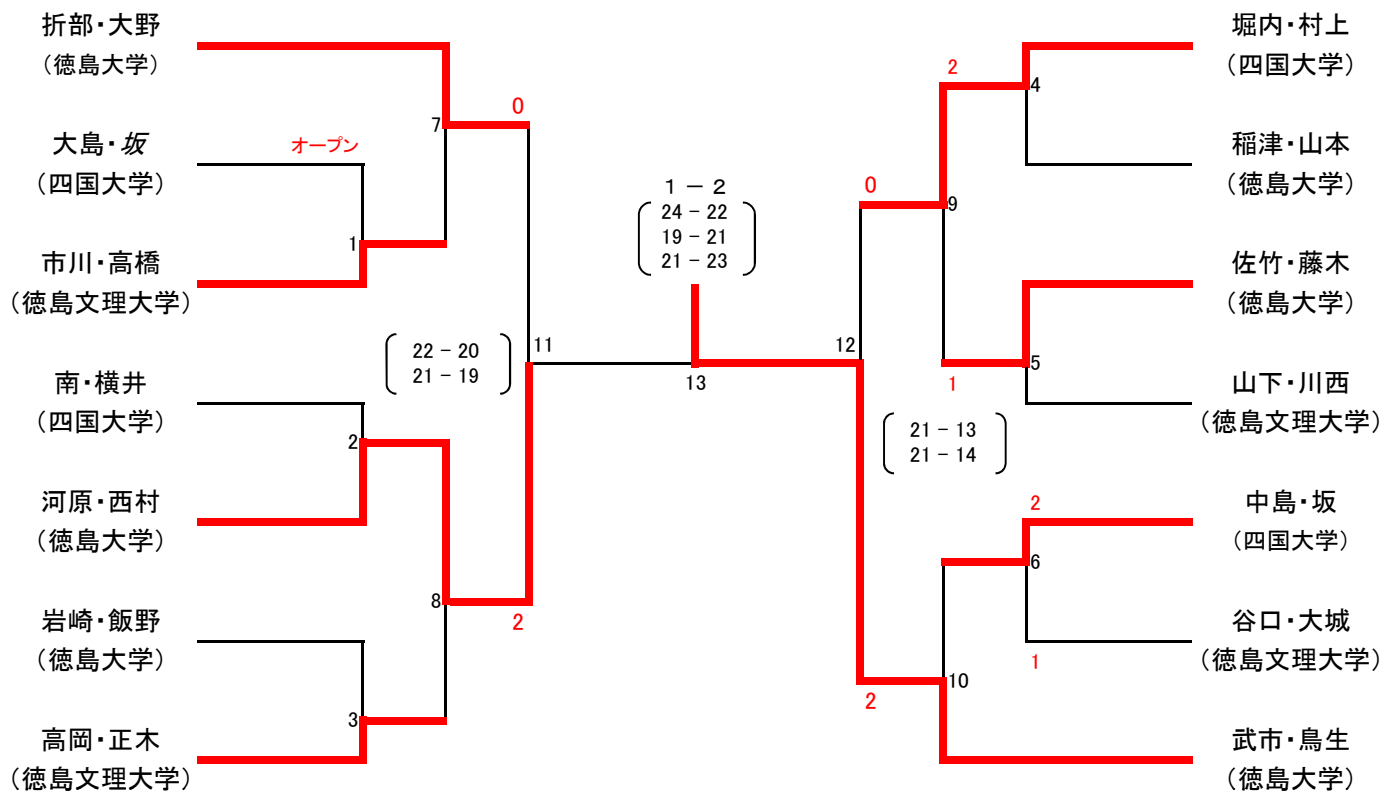 折部・大野
（徳島大学）
大島・坂
（四国大学）
市川・高橋
（徳島文理大学）
南・横井
（四国大学）
河原・西村
（徳島大学）
岩崎・飯野
（徳島大学）
高岡・正木
（徳島文理大学）
オープン
1
2
3
7
8
0
2
11
22 － 20
21 － 19
1 － 2
24 － 22
19 － 21
21 － 23
13
12
0
2
21 － 13
21 － 14
2
9
1
10
4
5
2
6
1
堀内・村上
（四国大学）
稲津・山本
（徳島大学）
佐竹・藤木
（徳島大学）
山下・川西
（徳島文理大学）
中島・坂
（四国大学）
谷口・大城
（徳島文理大学）
武市・鳥生
（徳島大学）